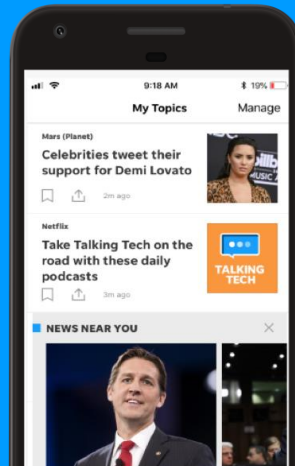 9:18 AM
19%
My Topics
Manage
Mars (Planet)
Celebrities tweet their
support for Demi Lovato
2m ago
Netflix
Take Talking Tech on the
road with these daily
podcasts
3m ago
TALKING
TECH
NEWS NEAR YOU